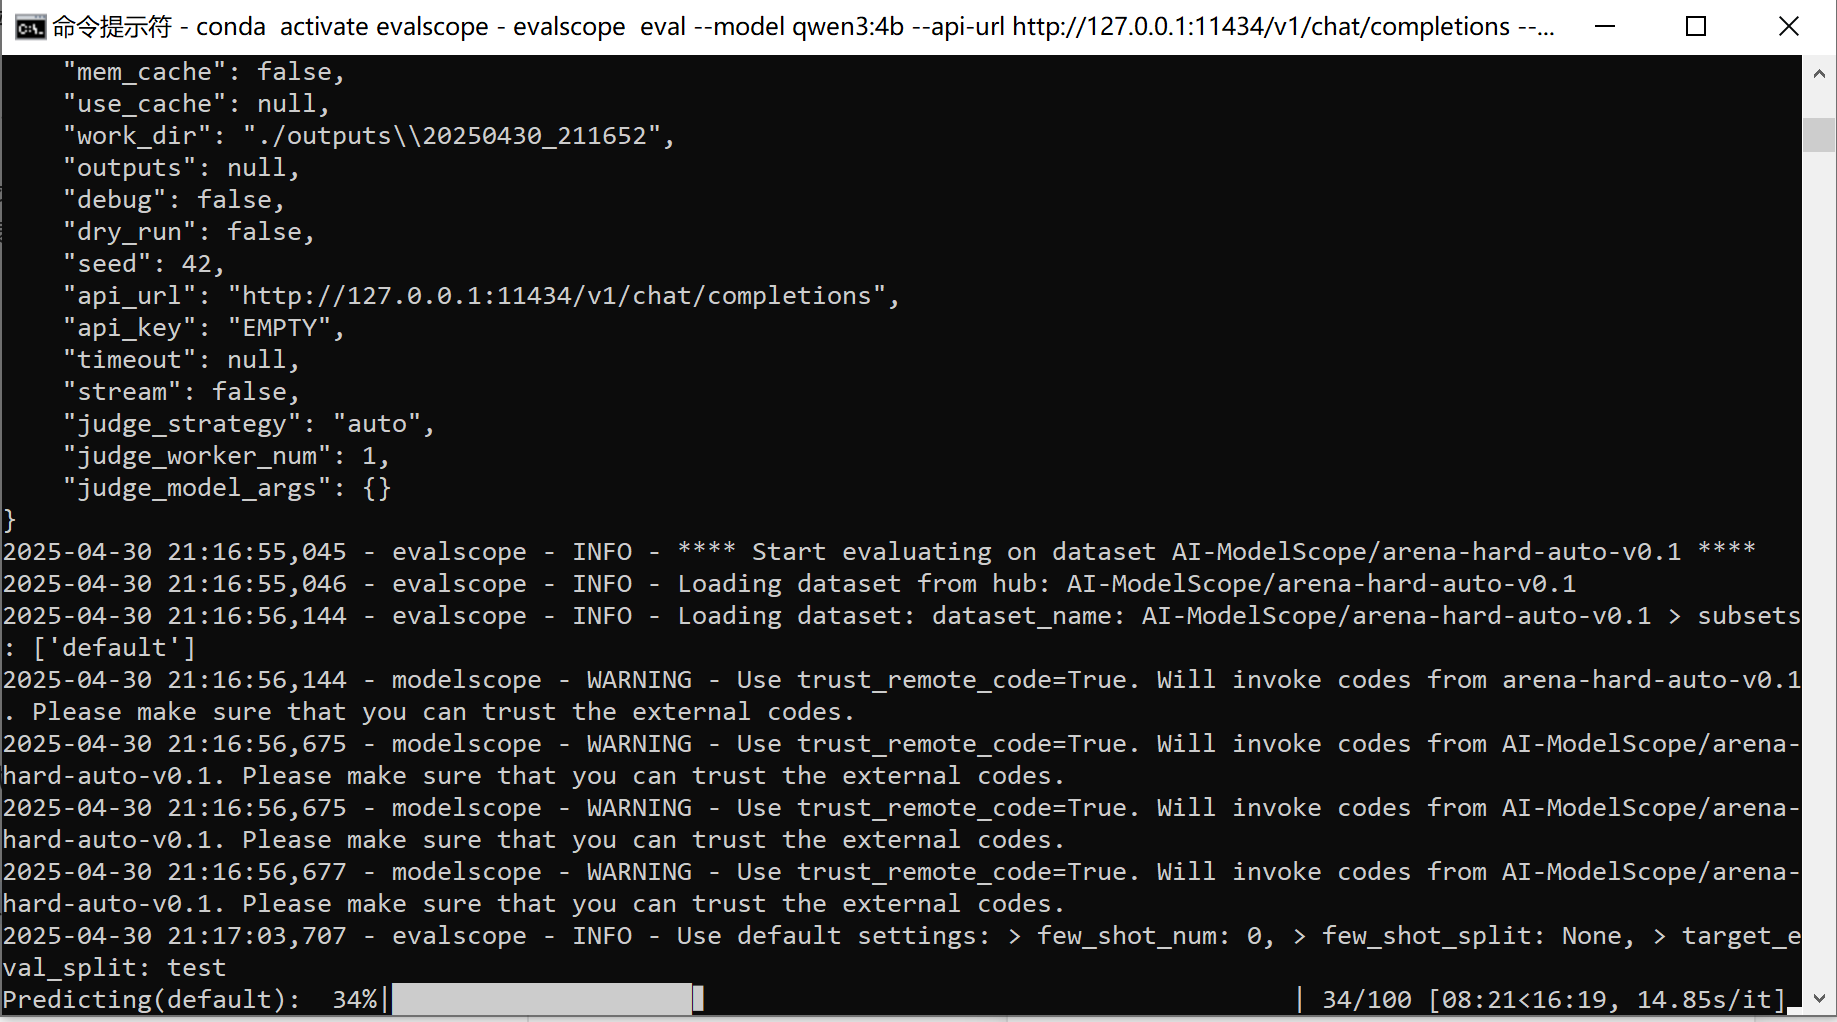 命令提示符 - conda  activate evalscope - evalscope  eval --model qwen3:4b --api-url http://127.0.0.1:11434/v1/chat/completions --...
    "mem_cache": false,
    "use_cache": null,
    "work_dir": "./outputs\\20250430_211652",
    "outputs": null,
    "debug": false,
    "dry_run": false,
    "seed": 42,
    "api_url": "http://127.0.0.1:11434/v1/chat/completions",
    "api_key": "EMPTY",
    "timeout": null,
    "stream": false,
    "judge_strategy": "auto",
    "judge_worker_num": 1,
    "judge_model_args": {}
}
2025-04-30 21:16:55,045 - evalscope - INFO - **** Start evaluating on dataset AI-ModelScope/arena-hard-auto-v0.1 ****
2025-04-30 21:16:55,046 - evalscope - INFO - Loading dataset from hub: AI-ModelScope/arena-hard-auto-v0.1
2025-04-30 21:16:56,144 - evalscope - INFO - Loading dataset: dataset_name: AI-ModelScope/arena-hard-auto-v0.1 > subsets
: ['default']
2025-04-30 21:16:56,144 - modelscope - WARNING - Use trust_remote_code=True. Will invoke codes from arena-hard-auto-v0.1
. Please make sure that you can trust the external codes.
2025-04-30 21:16:56,675 - modelscope - WARNING - Use trust_remote_code=True. Will invoke codes from AI-ModelScope/arena-
hard-auto-v0.1. Please make sure that you can trust the external codes.
2025-04-30 21:16:56,675 - modelscope - WARNING - Use trust_remote_code=True. Will invoke codes from AI-ModelScope/arena-
hard-auto-v0.1. Please make sure that you can trust the external codes.
2025-04-30 21:16:56,677 - modelscope - WARNING - Use trust_remote_code=True. Will invoke codes from AI-ModelScope/arena-
hard-auto-v0.1. Please make sure that you can trust the external codes.
2025-04-30 21:17:03,707 - evalscope - INFO - Use default settings: > few_shot_num: 0, > few_shot_split: None, > target_e
val_split: test
Predicting(default):  34%| | 34/100 [08:21<16:19, 14.85s/it]